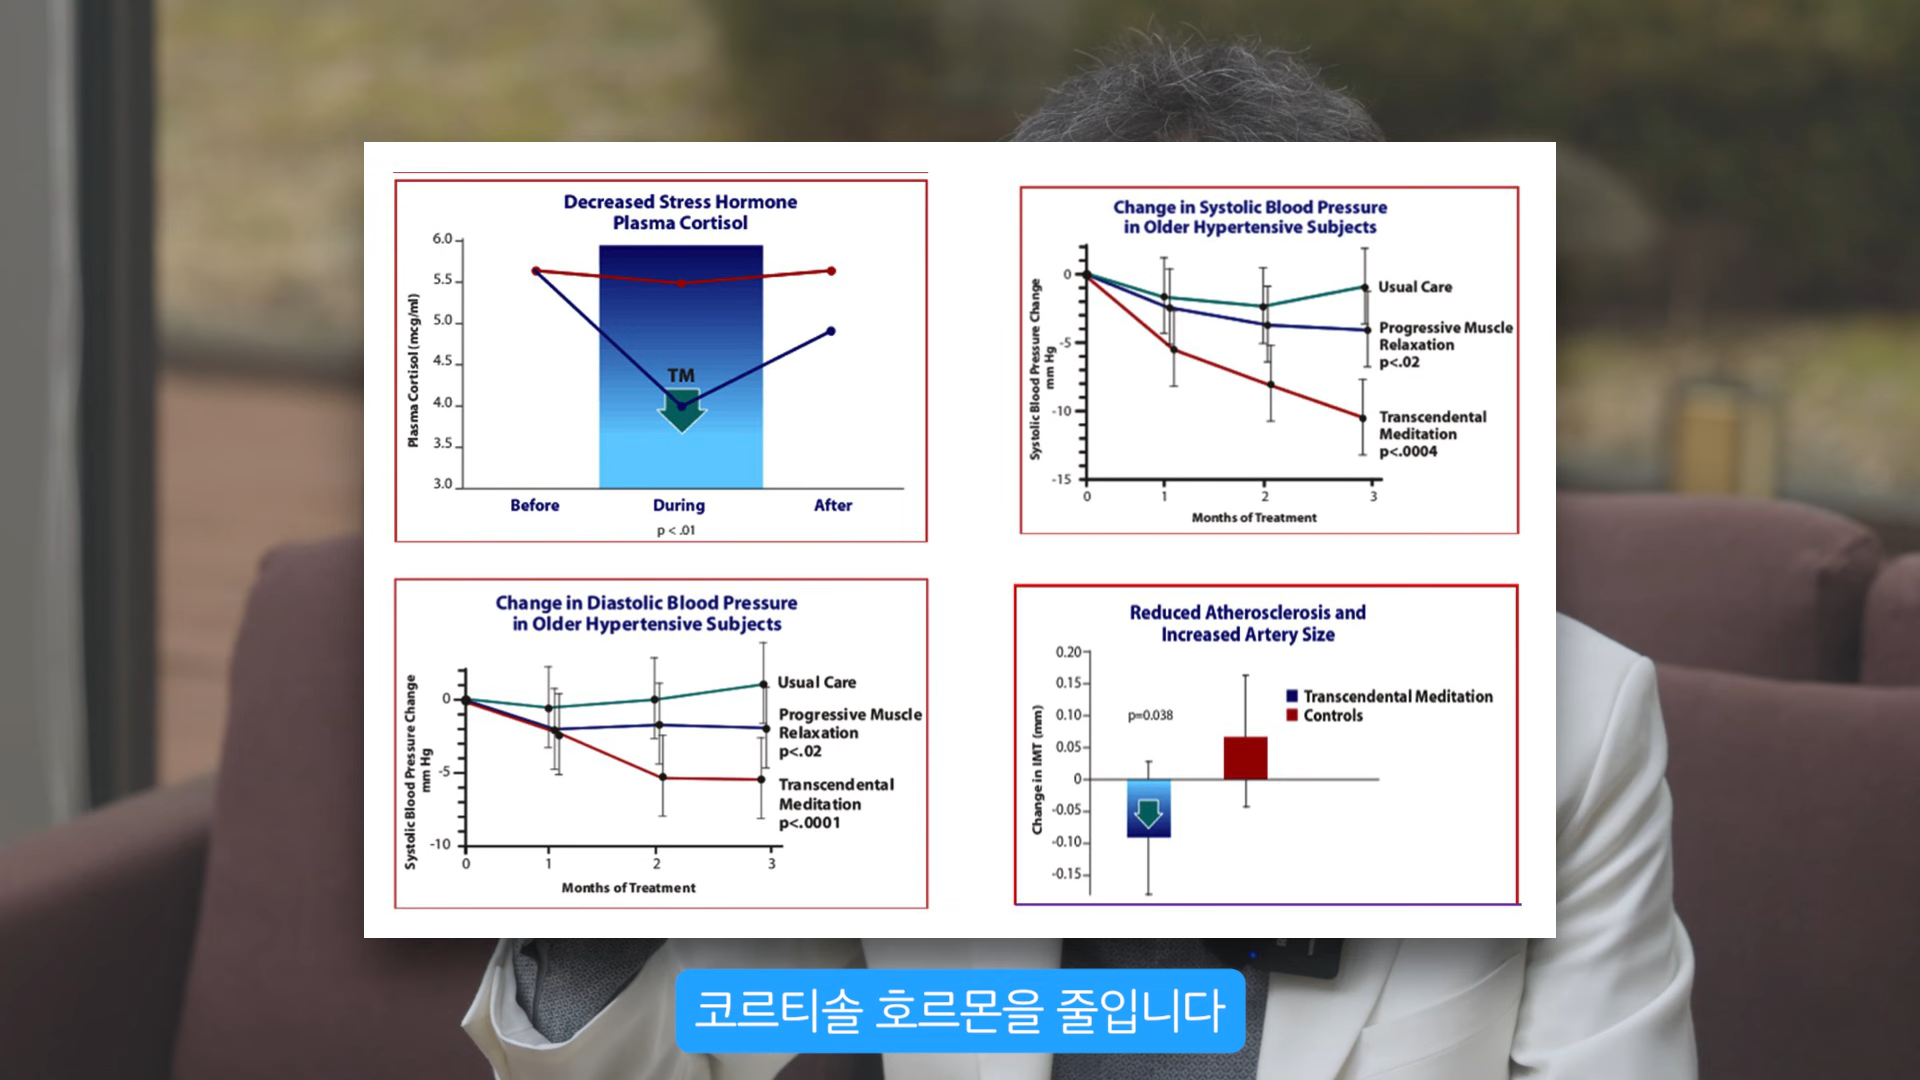 Decreased Stress Hormone
Plasma Cortisol
6.0
5.5
5.0
4.5
4.0
3.5
3.0
Plasma Cortisol (mcg/ml)
TM
Before During After
p < .01
Change in Systolic Blood Pressure
in Older Hypertensive Subjects
0
-5
-10
-15
Systolic Blood Pressure Change
mm Hg
Usual Care
Progressive Muscle
Relaxation
p<.02
Transcendental
Meditation
p<.0004
0 1 2 3
Months of Treatment
Change in Diastolic Blood Pressure
in Older Hypertensive Subjects
0
-5
-10
Systolic Blood Pressure Change
mm Hg
Usual Care
Progressive Muscle
Relaxation
p<.02
Transcendental
Meditation
p<.0001
0 1 2 3
Months of Treatment
Reduced Atherosclerosis and
Increased Artery Size
0.20
0.15
0.10
0.05
0
-0.05
-0.10
-0.15
Change in IMT (mm)
p=0.038
Transcendental Meditation
Controls
코르티솔 호르몬을 줄입니다